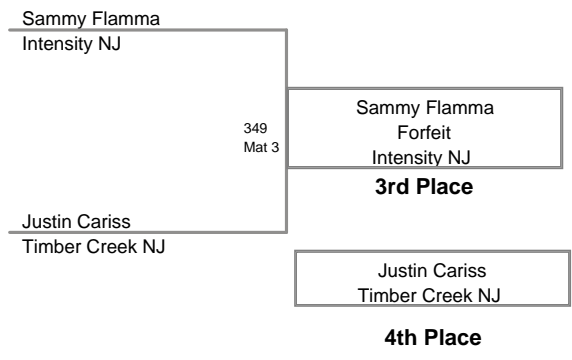 Sammy Flamma
Intensity NJ
349
Mat 3
Sammy Flamma
Forfeit
Intensity NJ
3rd Place
Justin Cariss
Timber Creek NJ
Justin Cariss
Timber Creek NJ
4th Place